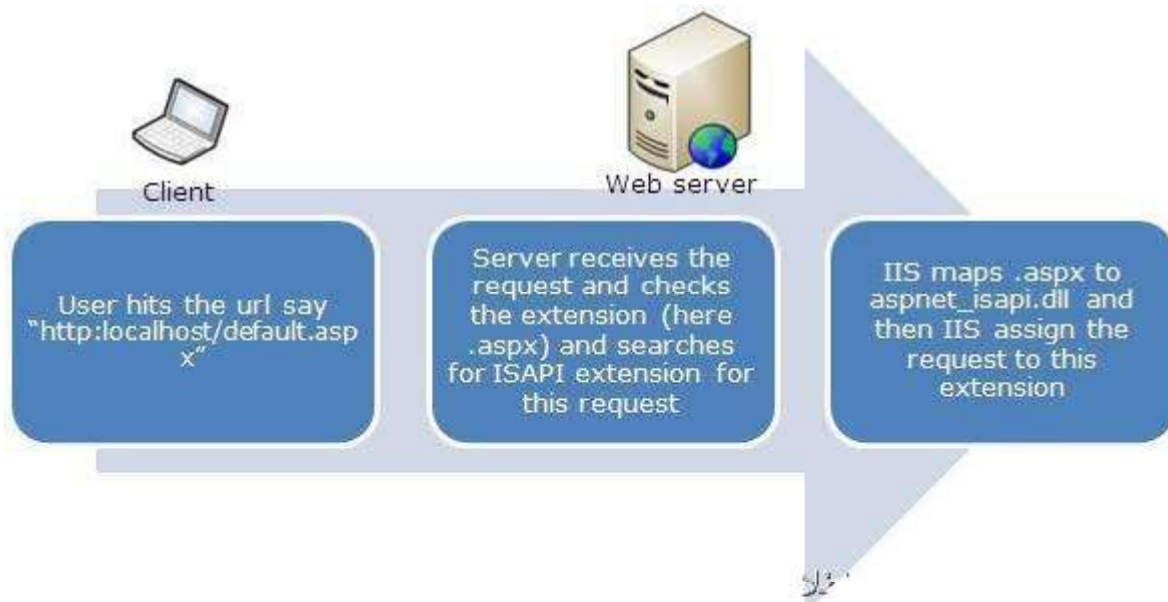 Client
Web server
User hits the url say
“http:localhost/default.asp
x”
Server receives the
request and checks
the extension (here
.aspx) and searches
for ISAPI extension for
this request
IIS maps .aspx to
aspnet_isapi.dll and
then IIS assign the
request to this
extension